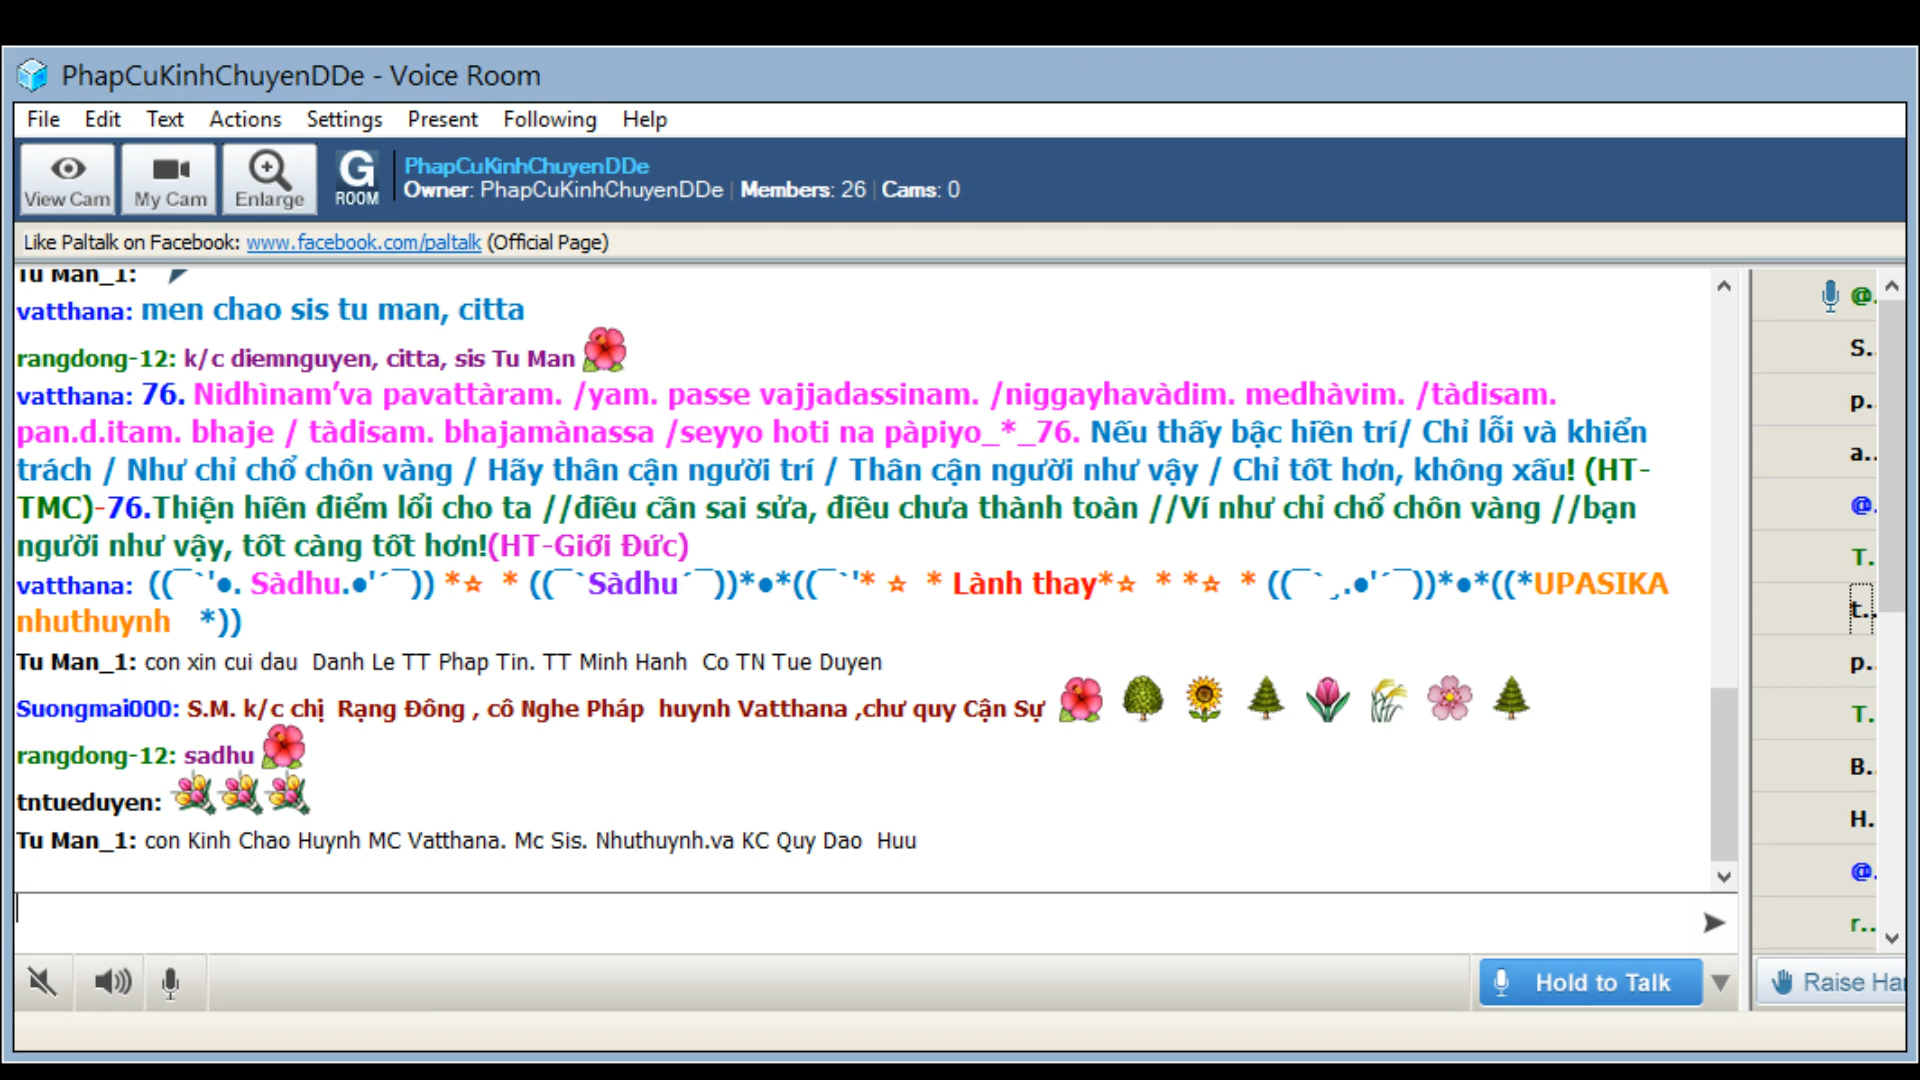 PhapCuKinhChuyenDDe - Voice Room
File Edit Text Actions Settings Present Following Help
View Cam My Cam Enlarge G ROOM
PhapCuKinhChuyenDDe
Owner: PhapCuKinhChuyenDDe | Members: 26 | Cams: 0
Like Paltalk on Facebook: www.facebook.com/paltalk (Official Page)
Tu Man_1:
vatthana: men chao sis tu man, citta
rangdong-12: k/c diemnguyen, citta, sis Tu Man
vatthana: 76. Nidhìnam’va pavattàram. /yam. passe vajjadassinam. /niggayhavàdim. medhàvim. /tàdisam.
pan.d.itam. bhaje / tàdisam. bhajamànassa /seyyo hoti na pàpiyo_*_76. Nếu thấy bậc hiền trí/ Chỉ lỗi và khiển
trách / Như chỉ chổ chôn vàng / Hãy thân cận người trí / Thân cận người như vậy / Chỉ tốt hơn, không xấu! (HT-
TMC)-76.Thiện hiền điểm lổi cho ta //điều cần sai sửa, điều chưa thành toàn //Ví như chỉ chổ chôn vàng //bạn
người như vậy, tốt càng tốt hơn!(HT-Giới Đức)
vatthana: ((¯`'●. Sàdhu.●'´¯)) *☆ * ((¯`Sàdhu´¯))*●*((¯`'* ☆ * Lành thay*☆ * *☆ * ((¯`¸.●'´¯))*●*((*UPASIKA
nhuthuynh *))
Tu Man_1: con xin cui dau Danh Le TT Phap Tin. TT Minh Hanh Co TN Tue Duyen
Suongmai000: S.M. k/c chị Rạng Đông , cô Nghe Pháp huynh Vatthana ,chư quy Cận Sự
rangdong-12: sadhu
tntueduyen:
Tu Man_1: con Kinh Chao Huynh MC Vatthana. Mc Sis. Nhuthuynh.va KC Quy Dao Huu
@.
S..
p..
a..
@.
T.
t..
p..
T.
B..
H.
@.
r..
Hold to Talk
Raise Ha